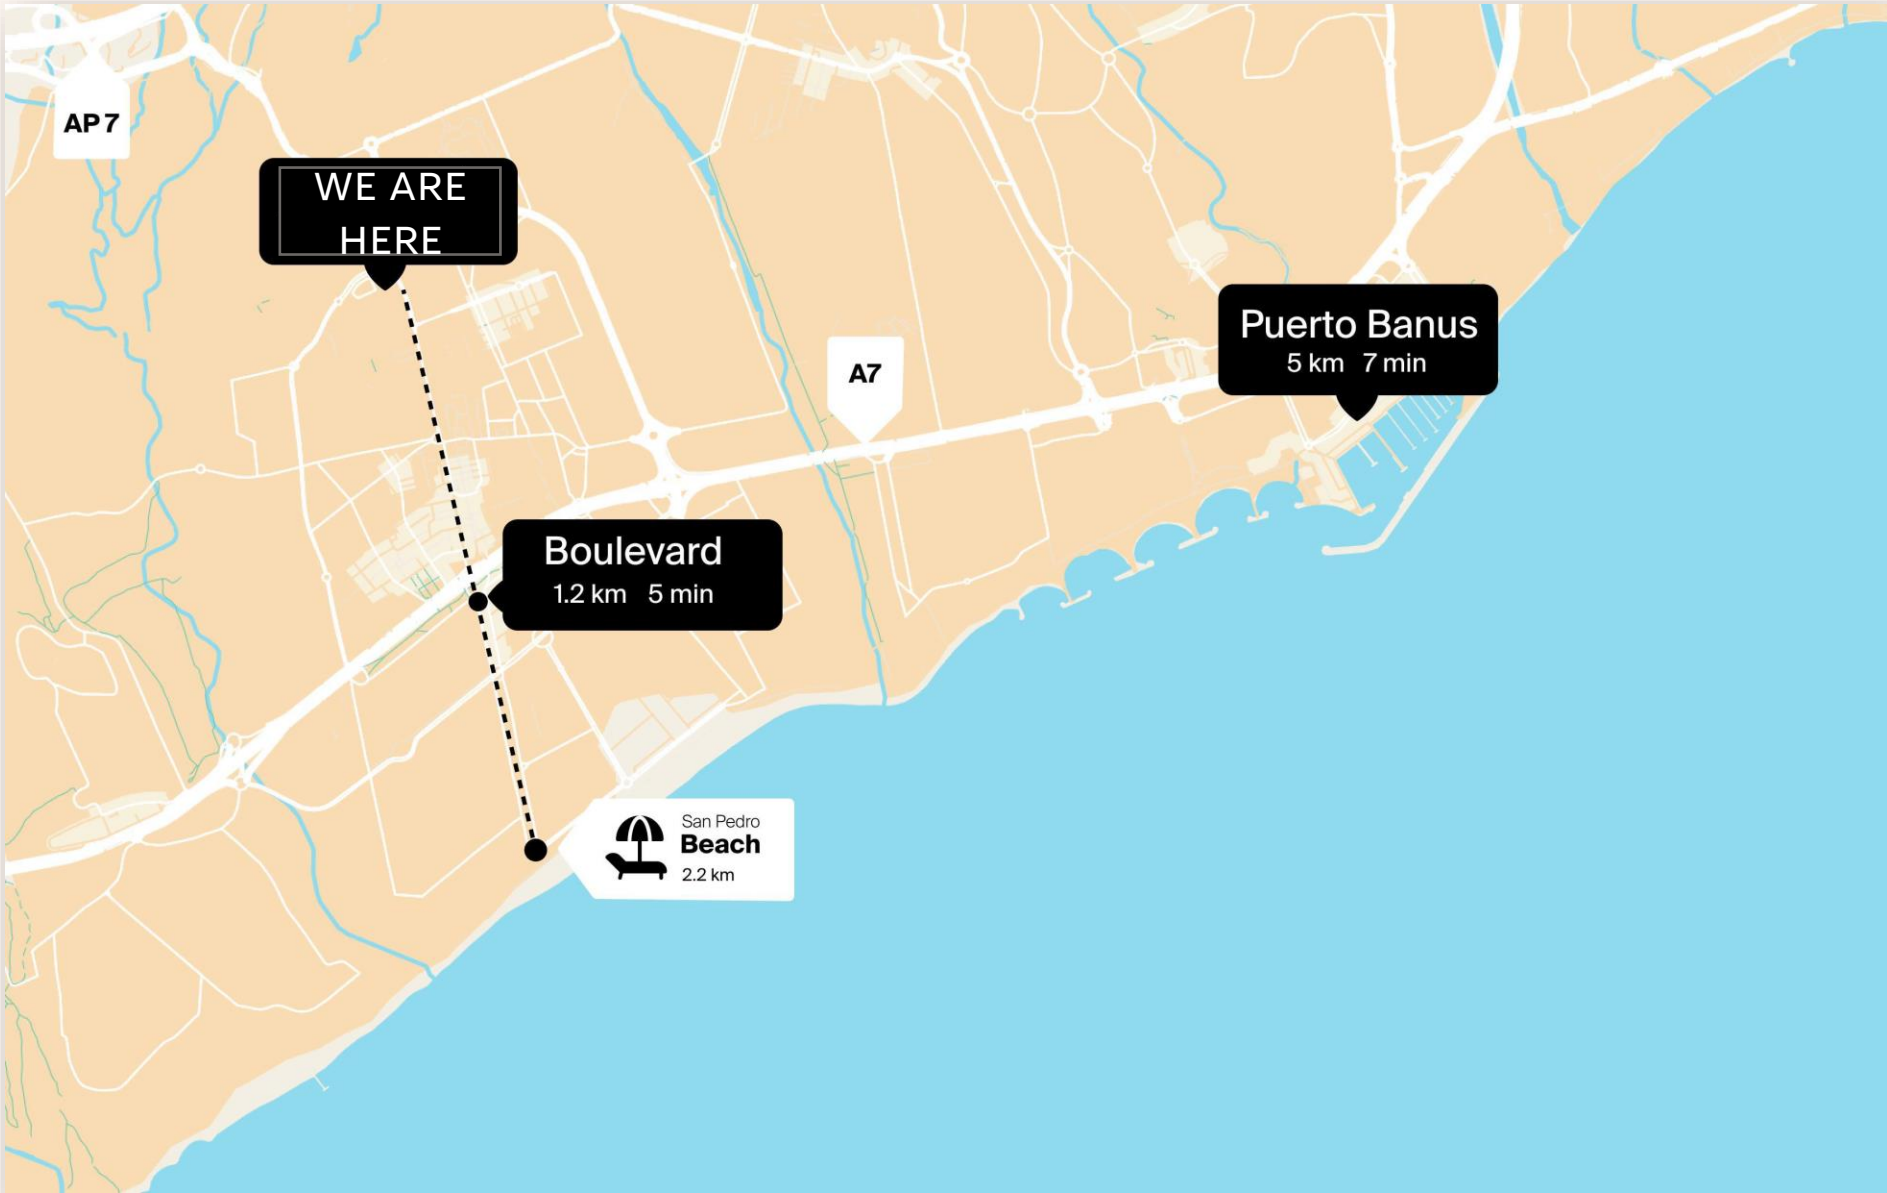 AP 7
WE ARE
HERE
Puerto Banus
5 km 7 min
A7
Boulevard
1.2 km 5 min
San Pedro
Beach
2.2 km